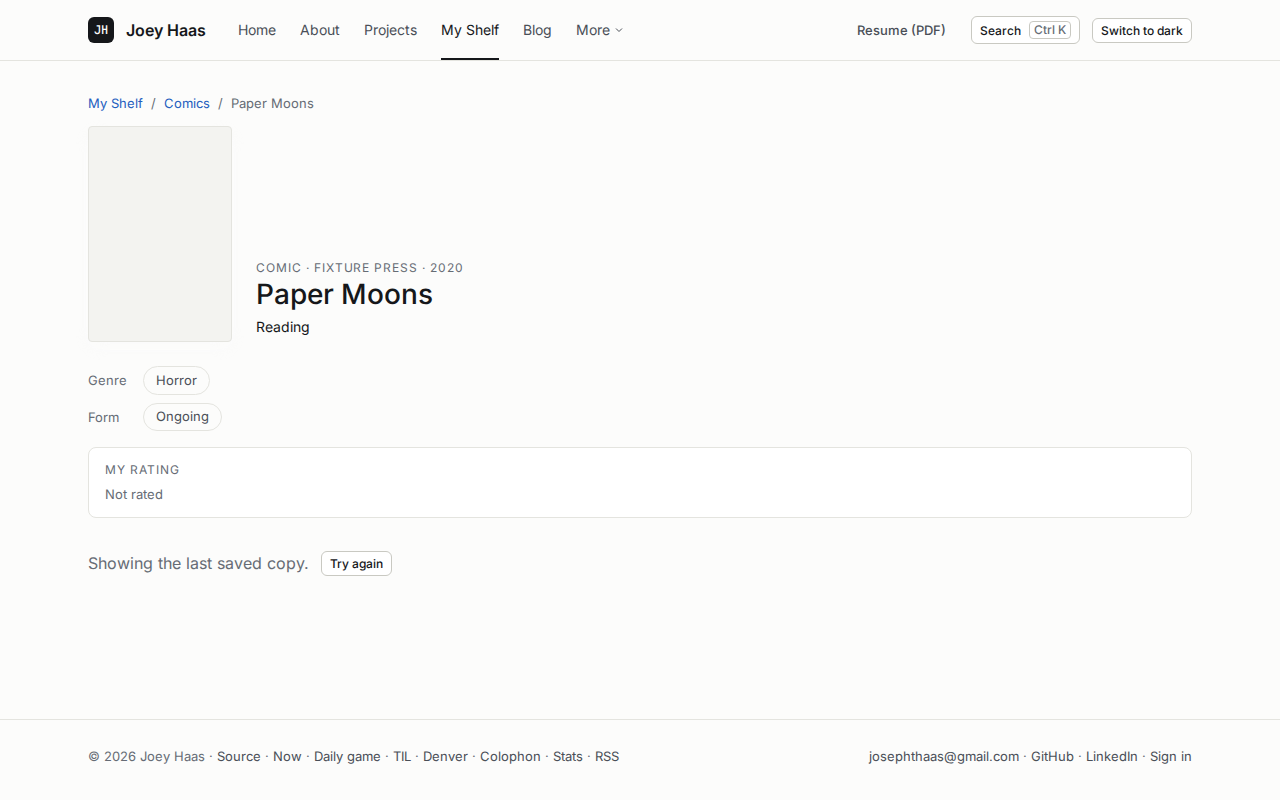 JH Joey Haas Home About Projects My Shelf Blog More Resume (PDF) Search Ctrl K Switch to dark
My Shelf / Comics / Paper Moons
COMIC · FIXTURE PRESS · 2020
Paper Moons
Reading
Genre Horror
Form Ongoing
MY RATING
Not rated
Showing the last saved copy. Try again
© 2026 Joey Haas · Source · Now · Daily game · TIL · Denver · Colophon · Stats · RSS josephthaas@gmail.com · GitHub · LinkedIn · Sign in